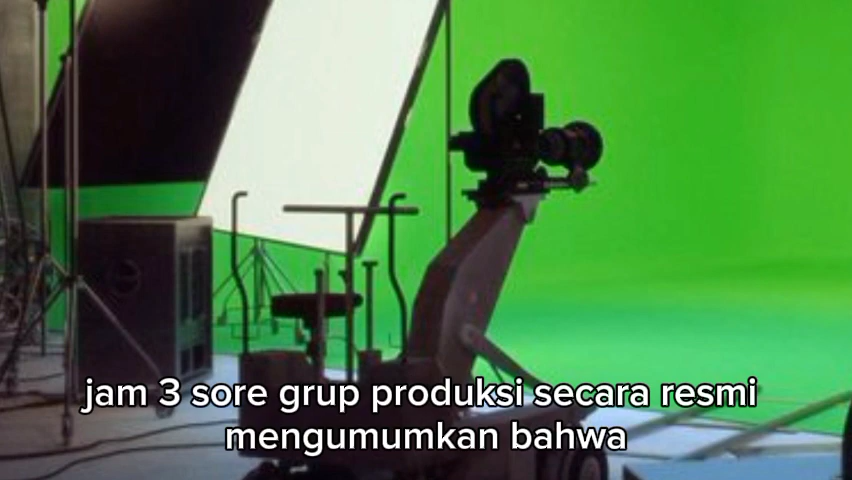 jam 3 sore grup produksi secara resmi
mengumumkan bahwa